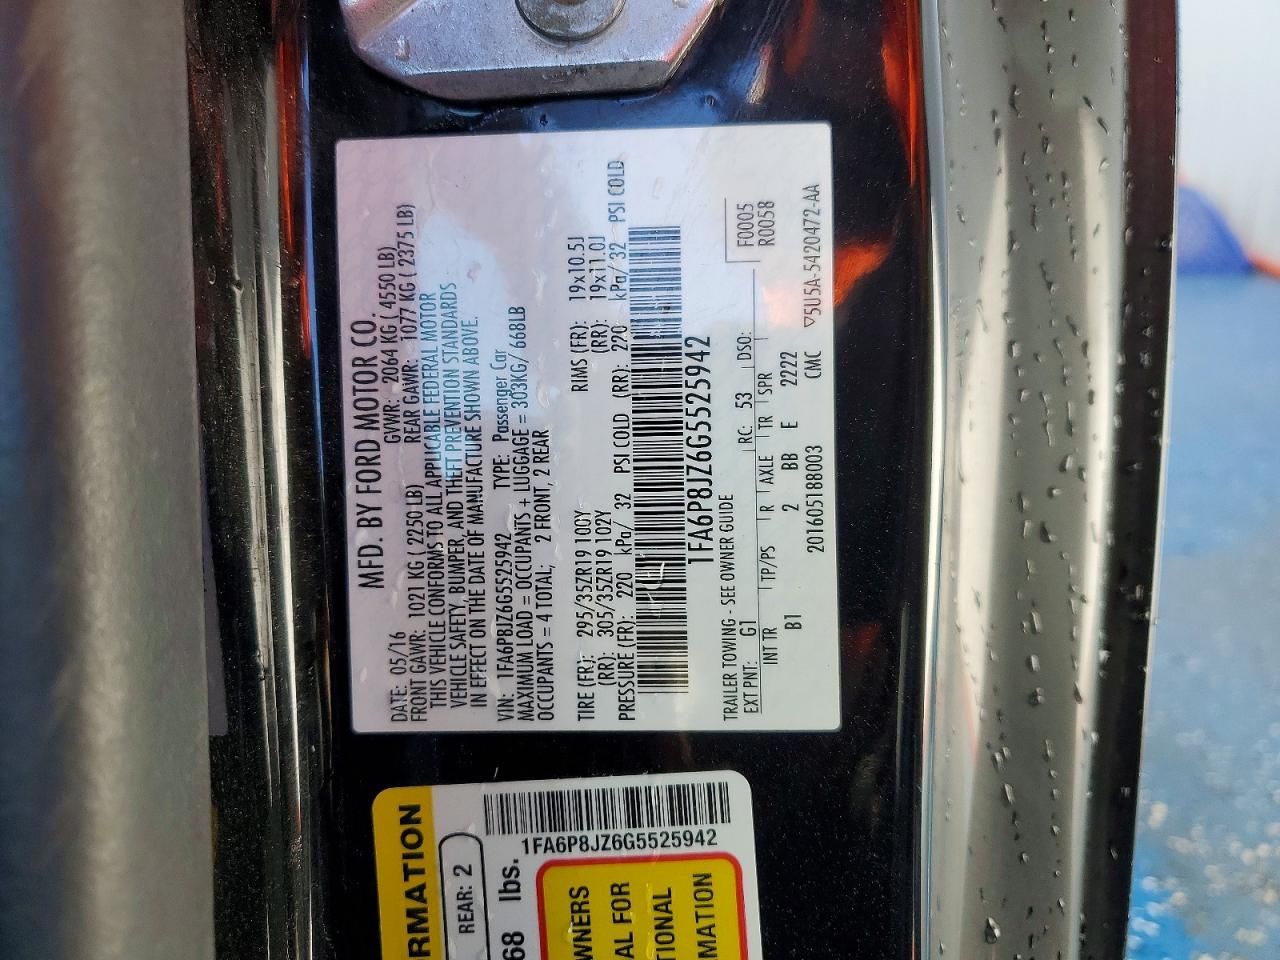 MFD. BY FORD MOTOR CO.
DATE: 05/16 GVWR: 2064 KG ( 4550 LB)
FRONT GAWR: 1021 KG ( 2250 LB) REAR GAWR: 1077 KG ( 2375 LB)
THIS VEHICLE CONFORMS TO ALL APPLICABLE FEDERAL MOTOR
VEHICLE SAFETY, BUMPER, AND THEFT PREVENTION STANDARDS
IN EFFECT ON THE DATE OF MANUFACTURE SHOWN ABOVE.
VIN: 1FA6P8JZ6G5525942 TYPE: Passenger Car
MAXIMUM LOAD = OCCUPANTS + LUGGAGE = 303KG/ 668LB
OCCUPANTS = 4 TOTAL; 2 FRONT, 2 REAR
TIRE (FR): 295/35ZR19 100Y RIMS (FR): 19x10.5J
(RR): 305/35ZR19 102Y (RR): 19x11.0J
PRESSURE (FR): 220 kPa/ 32 PSI COLD (RR): 220 kPa/ 32 PSI COLD
1FA6P8JZ6G5525942
TRAILER TOWING - SEE OWNER GUIDE F0005
EXT PNT: G1 RC: 53 DSO: R0058
INT TR TP/PS R AXLE TR SPR
B1 2 BB E 2222
201605188003 CMC ▽5U5A-5420472-AA
RMATION
REAR: 2
68 lbs.
1FA6P8JZ6G5525942
WNERS
AL FOR
TIONAL
MATION